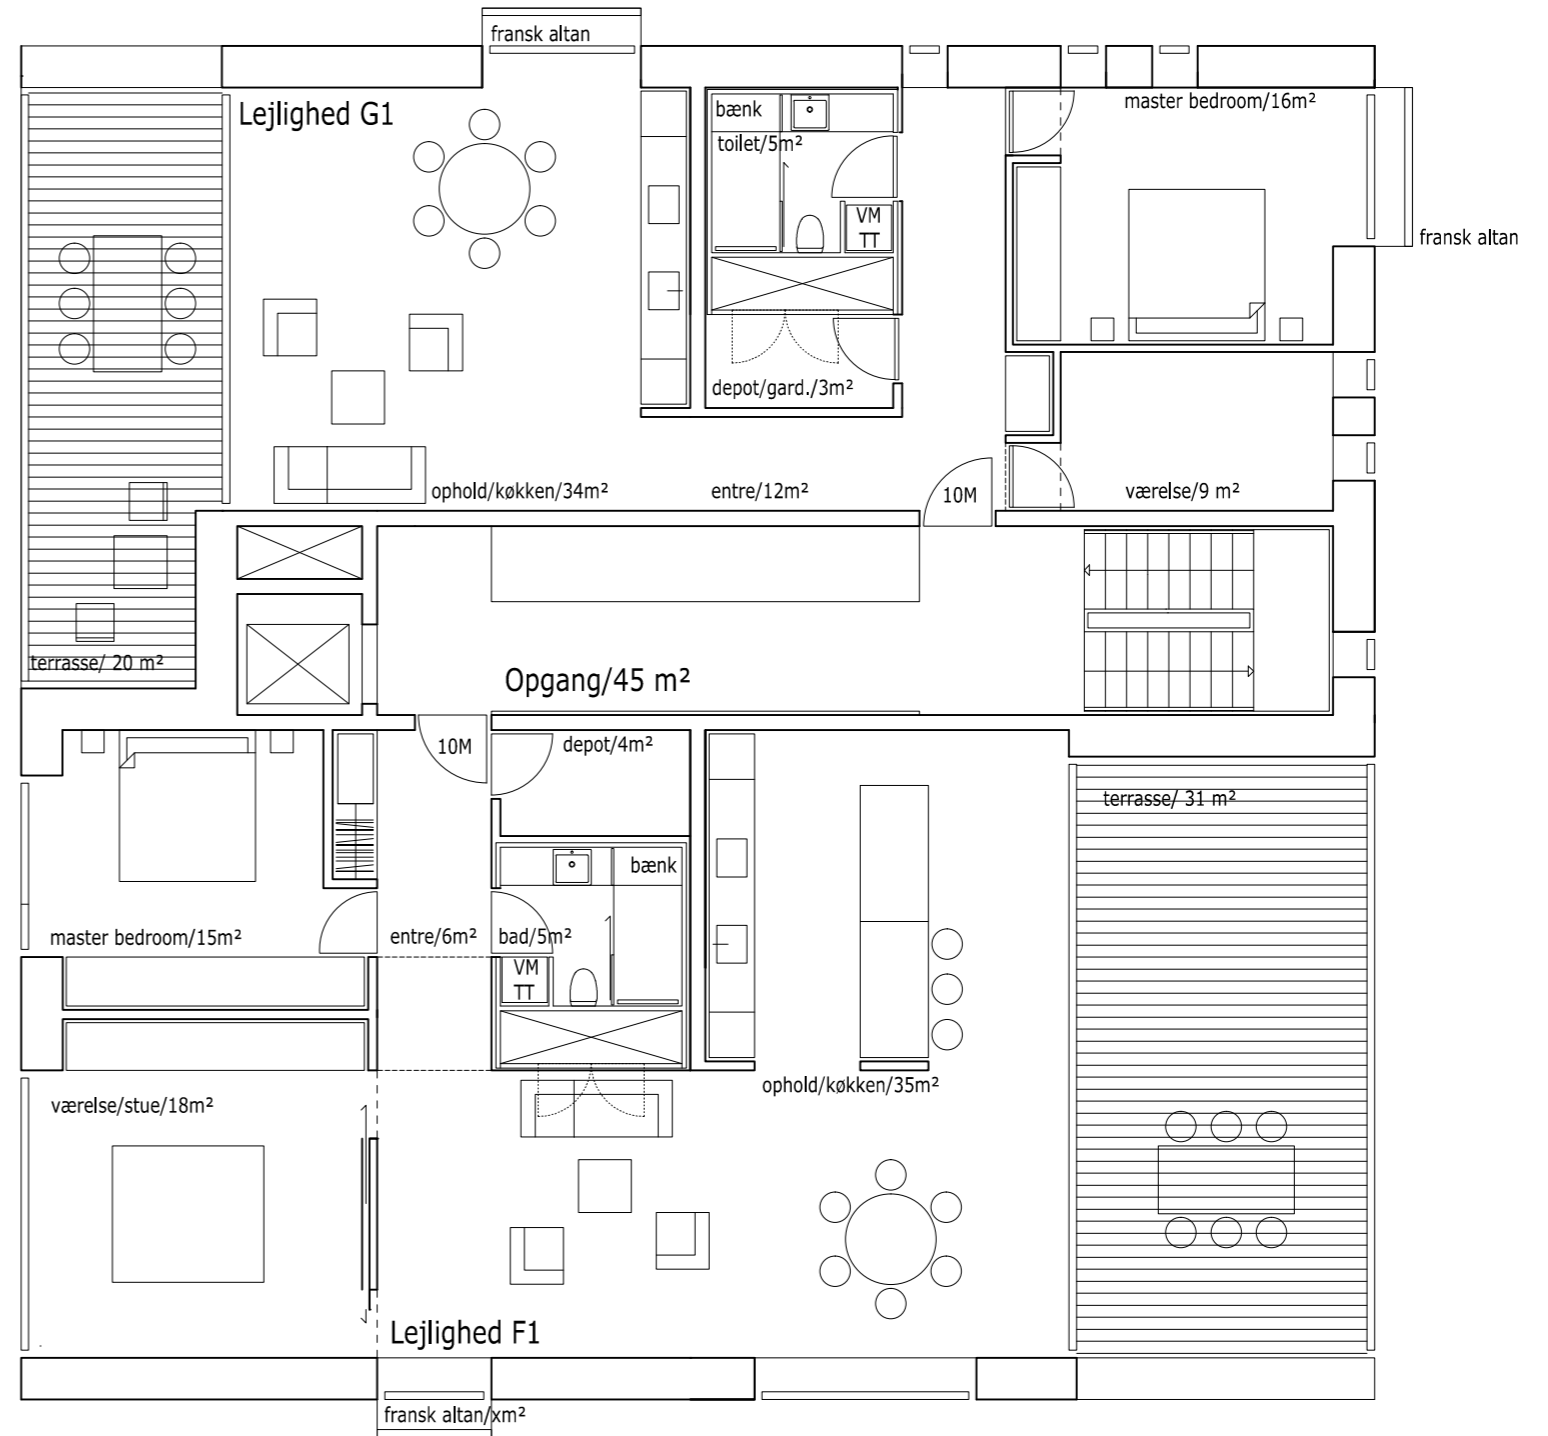 fransk altan
Lejlighed G1
bænk
toilet/5m²
master bedroom/16m²
VM
TT
fransk altan
depot/gard./3m²
ophold/køkken/34m²
entre/12m²
10M
værelse/9 m²
terrasse/ 20 m²
Opgang/45 m²
10M
depot/4m²
terrasse/ 31 m²
bænk
master bedroom/15m²
entre/6m²
bad/5m²
VM
TT
ophold/køkken/35m²
værelse/stue/18m²
Lejlighed F1
fransk altan/xm²